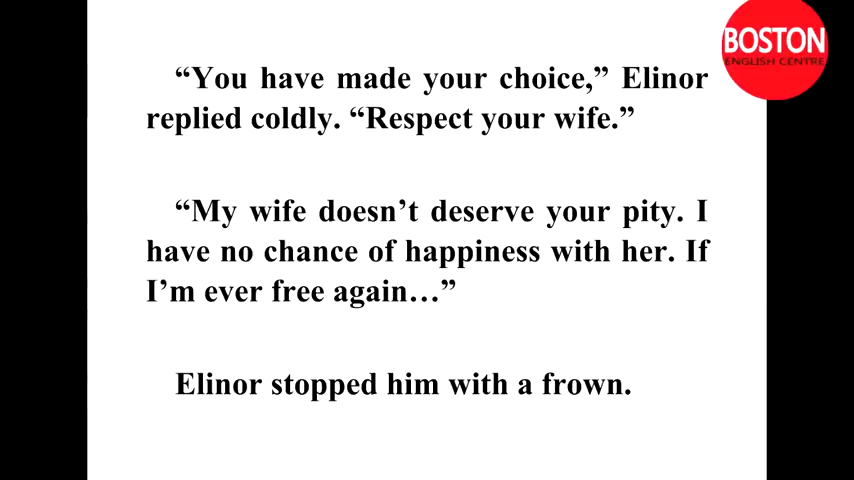 BOSTON
ENGLISH CENTRE
“You have made your choice,” Elinor
replied coldly. “Respect your wife.”
“My wife doesn’t deserve your pity. I
have no chance of happiness with her. If
I’m ever free again…”
Elinor stopped him with a frown.